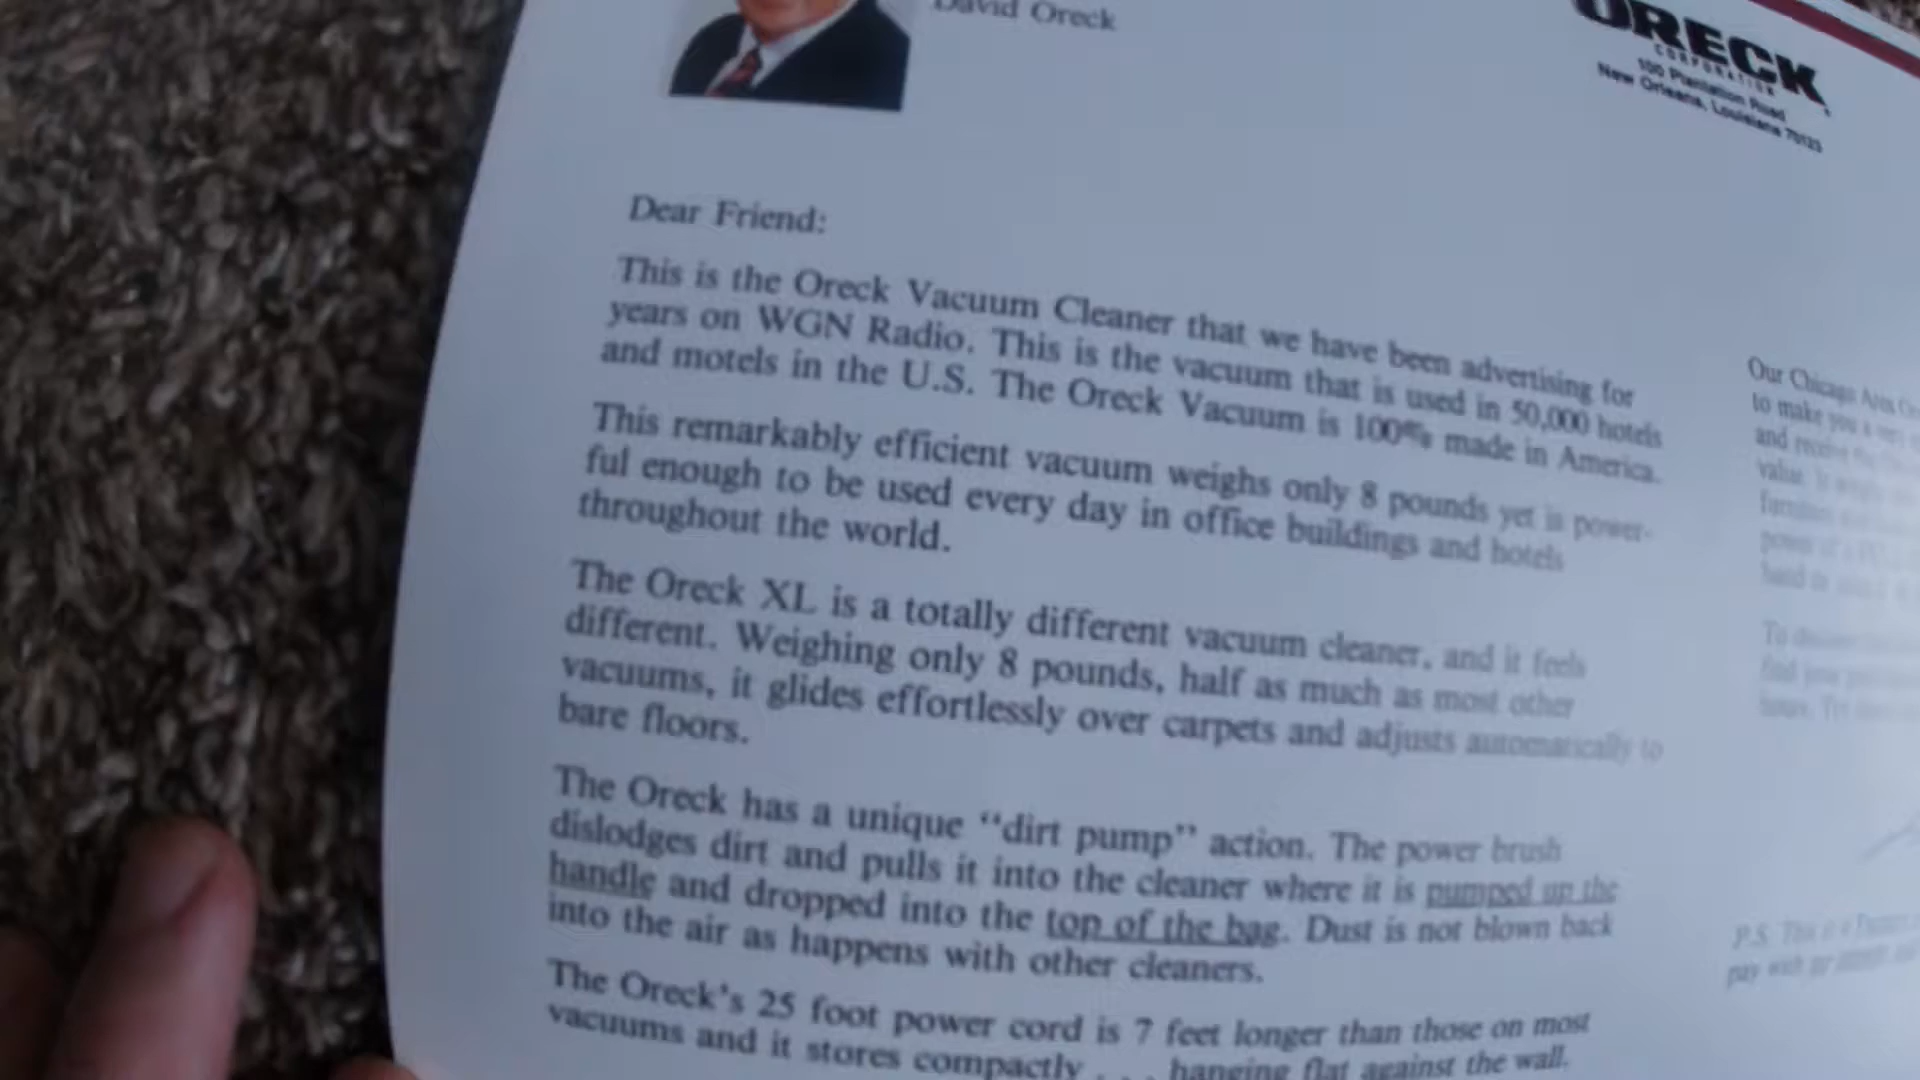 David Oreck
ORECK
CORPORATION
100 Plantation Road
New Orleans, Louisiana 70123
Dear Friend:
This is the Oreck Vacuum Cleaner that we have been advertising for
years on WGN Radio. This is the vacuum that is used in 50,000 hotels
and motels in the U.S. The Oreck Vacuum is 100% made in America.
This remarkably efficient vacuum weighs only 8 pounds yet is power-
ful enough to be used every day in office buildings and hotels
throughout the world.
The Oreck XL is a totally different vacuum cleaner, and it feels
different. Weighing only 8 pounds, half as much as most other
vacuums, it glides effortlessly over carpets and adjusts automatically to
bare floors.
The Oreck has a unique “dirt pump” action. The power brush
dislodges dirt and pulls it into the cleaner where it is pumped up the
handle and dropped into the top of the bag. Dust is not blown back
into the air as happens with other cleaners.
The Oreck's 25 foot power cord is 7 feet longer than those on most
vacuums and it stores compactly . . . hanging flat against the wall.
Our Chicago Area
to make you a very
and receive
value. It
To
find your
P.S. This is a
pay with